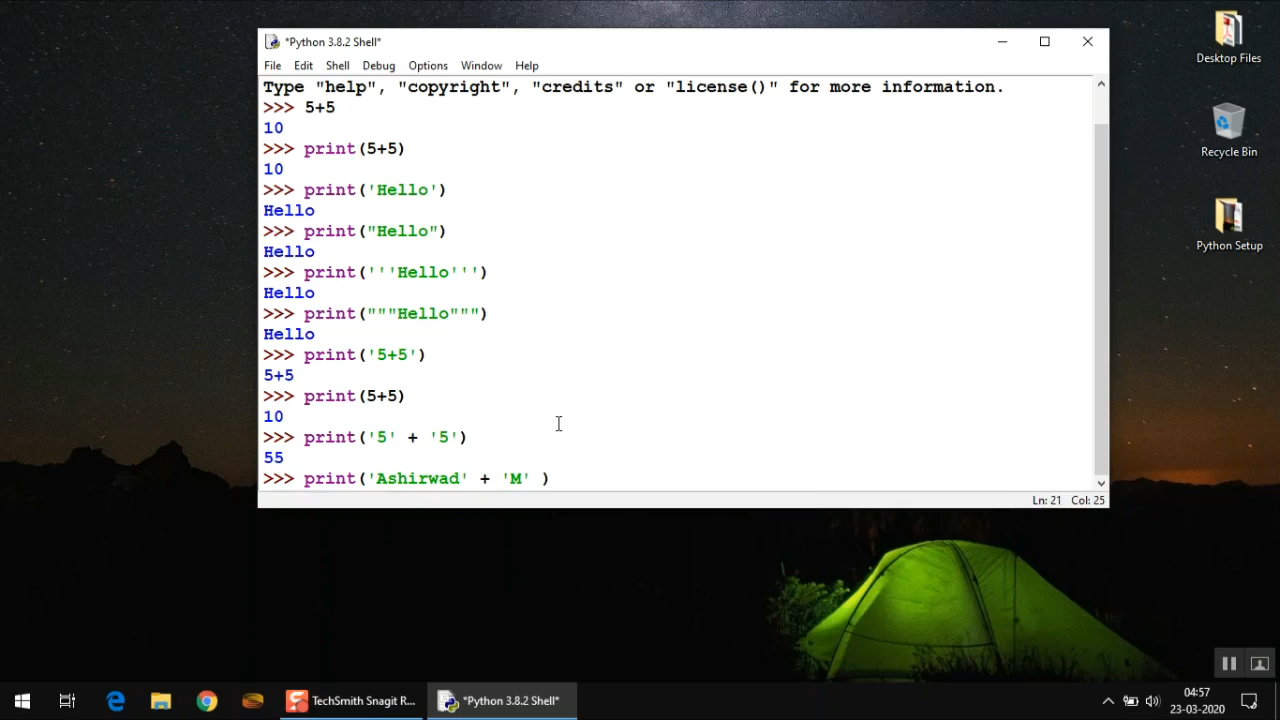 *Python 3.8.2 Shell*
File Edit Shell Debug Options Window Help
Type "help", "copyright", "credits" or "license()" for more information.
>>> 5+5
10
>>> print(5+5)
10
>>> print('Hello')
Hello
>>> print("Hello")
Hello
>>> print('''Hello''')
Hello
>>> print("""Hello""")
Hello
>>> print('5+5')
5+5
>>> print(5+5)
10
>>> print('5' + '5')
55
>>> print('Ashirwad' + 'M' )
Ln: 21 Col: 25
Desktop Files
Recycle Bin
Python Setup
TechSmith Snagit R...
*Python 3.8.2 Shell*
04:57
23-03-2020